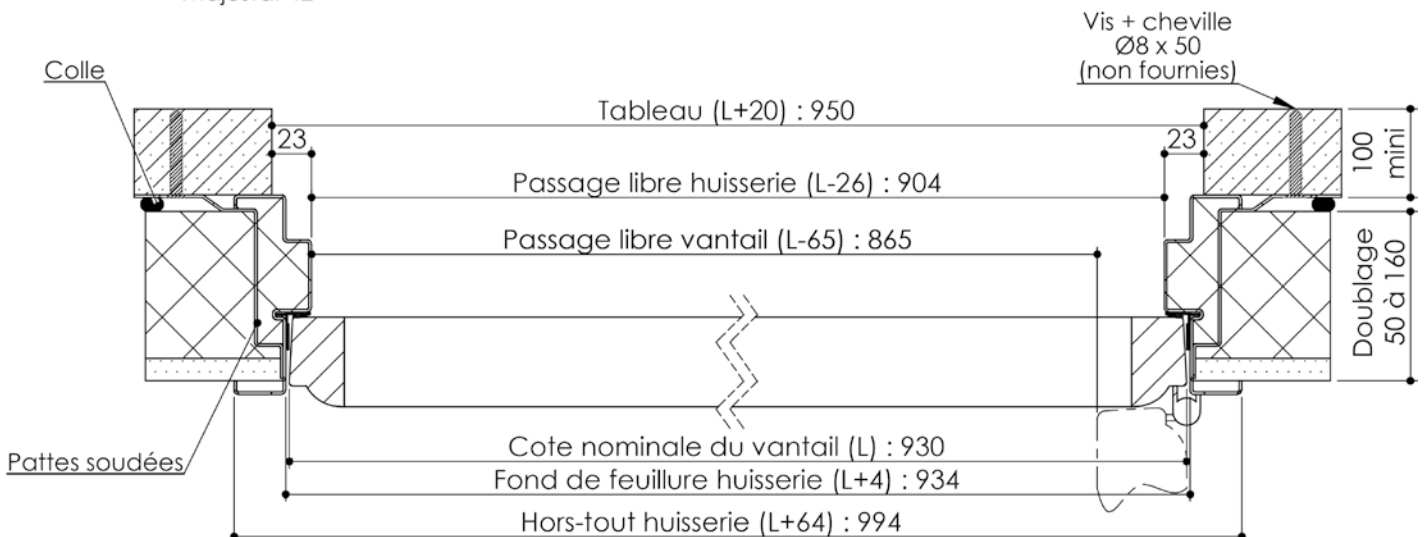 Vis + cheville
Ø8 x 50
(non fournies)
Colle
Tableau (L+20) : 950
23
23
100
mini
Passage libre huisserie (L-26) : 904
Passage libre vantail (L-65) : 865
Doublage
50 à 160
Cote nominale du vantail (L) : 930
Pattes soudées
Fond de feuillure huisserie (L+4) : 934
Hors-tout huisserie (L+64) : 994